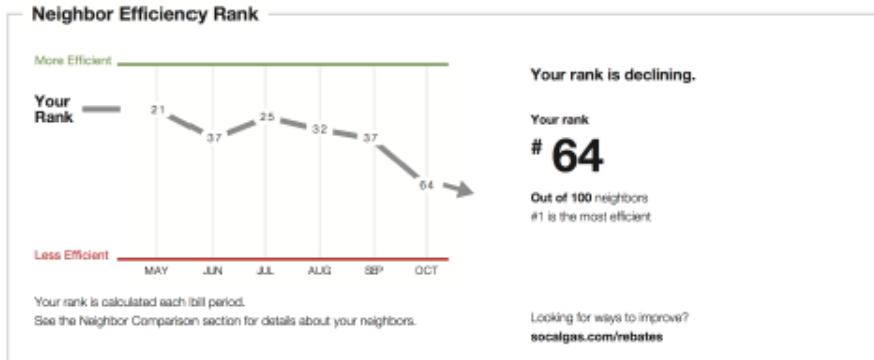 Neighbor Efficiency Rank
More Efficient
Your
Rank
21
37
25
32
37
64
Less Efficient
MAY JUN JUL AUG SEP OCT
Your rank is calculated each bill period.
See the Neighbor Comparison section for details about your neighbors.
Your rank is declining.
Your rank
# 64
Out of 100 neighbors
#1 is the most efficient
Looking for ways to improve?
socalgas.com/rebates